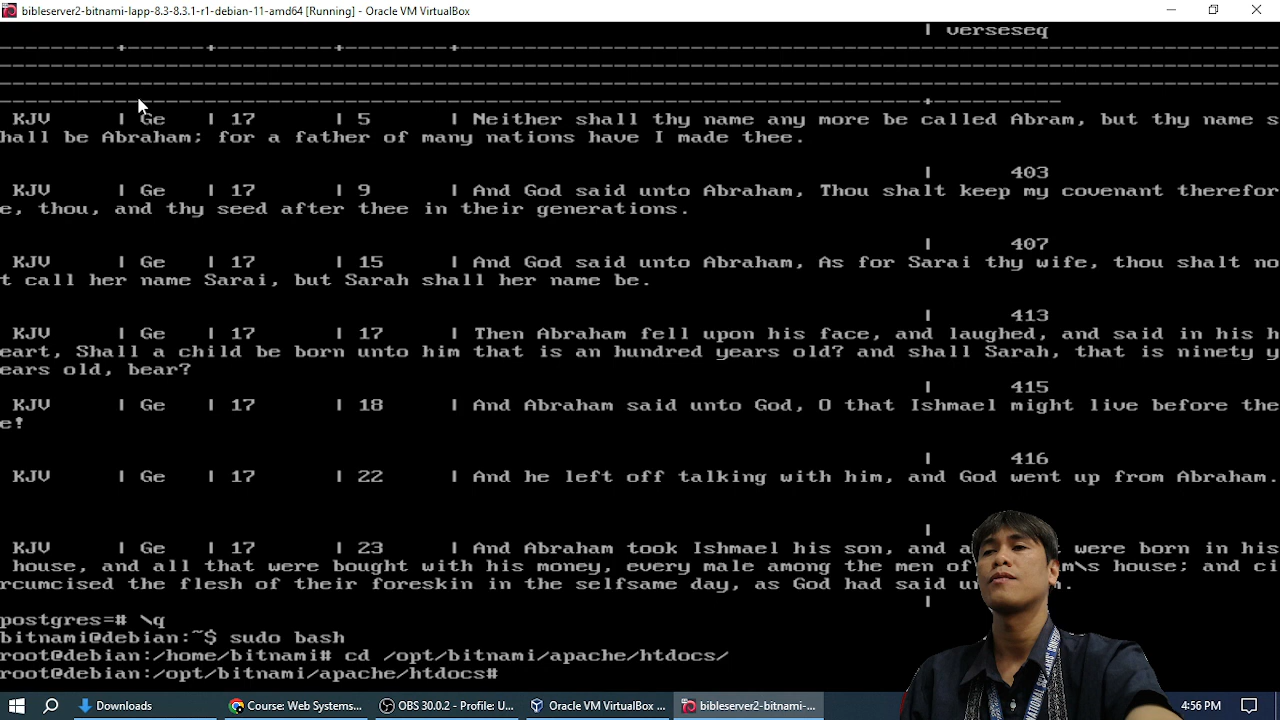 bibleserver2-bitnami-lapp-8.3-8.3.1-r1-debian-11-amd64 [Running] - Oracle VM VirtualBox
| verseseq
KJV | Ge | 17 | 5 | Neither shall thy name any more be called Abram, but thy name s
hall be Abraham; for a father of many nations have I made thee.
| 403
KJV | Ge | 17 | 9 | And God said unto Abraham, Thou shalt keep my covenant therefor
e, thou, and thy seed after thee in their generations.
| 407
KJV | Ge | 17 | 15 | And God said unto Abraham, As for Sarai thy wife, thou shalt no
t call her name Sarai, but Sarah shall her name be.
| 413
KJV | Ge | 17 | 17 | Then Abraham fell upon his face, and laughed, and said in his h
eart, Shall a child be born unto him that is an hundred years old? and shall Sarah, that is ninety y
ears old, bear?
| 415
KJV | Ge | 17 | 18 | And Abraham said unto God, O that Ishmael might live before the
e!
| 416
KJV | Ge | 17 | 22 | And he left off talking with him, and God went up from Abraham.
|
KJV | Ge | 17 | 23 | And Abraham took Ishmael his son, and were born in his
house, and all that were bought with his money, every male among the men of m\s house; and ci
rcumcised the flesh of their foreskin in the selfsame day, as God had said
|
postgres=# \q
bitnami@debian:~$ sudo bash
root@debian:/home/bitnami# cd /opt/bitnami/apache/htdocs/
root@debian:/opt/bitnami/apache/htdocs#
Downloads
Course: Web Systems...
OBS 30.0.2 - Profile: U...
Oracle VM VirtualBox ...
bibleserver2-bitnami-...
4:56 PM